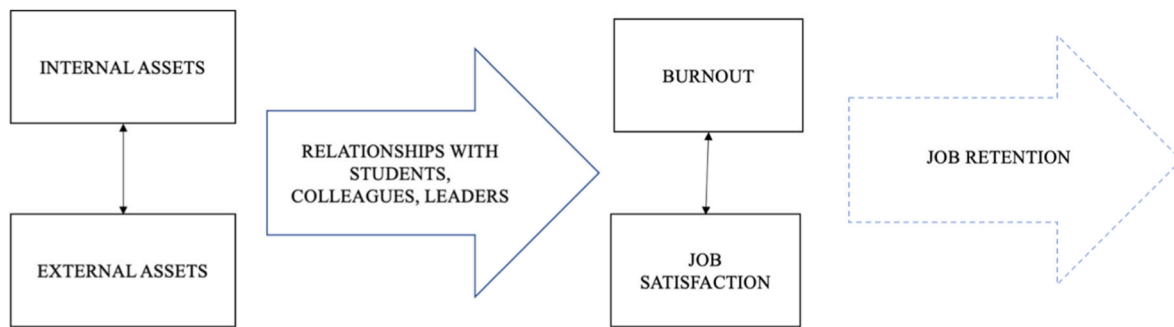 INTERNAL ASSETS
EXTERNAL ASSETS
RELATIONSHIPS WITH
STUDENTS,
COLLEAGUES, LEADERS
BURNOUT
JOB
SATISFACTION
JOB RETENTION